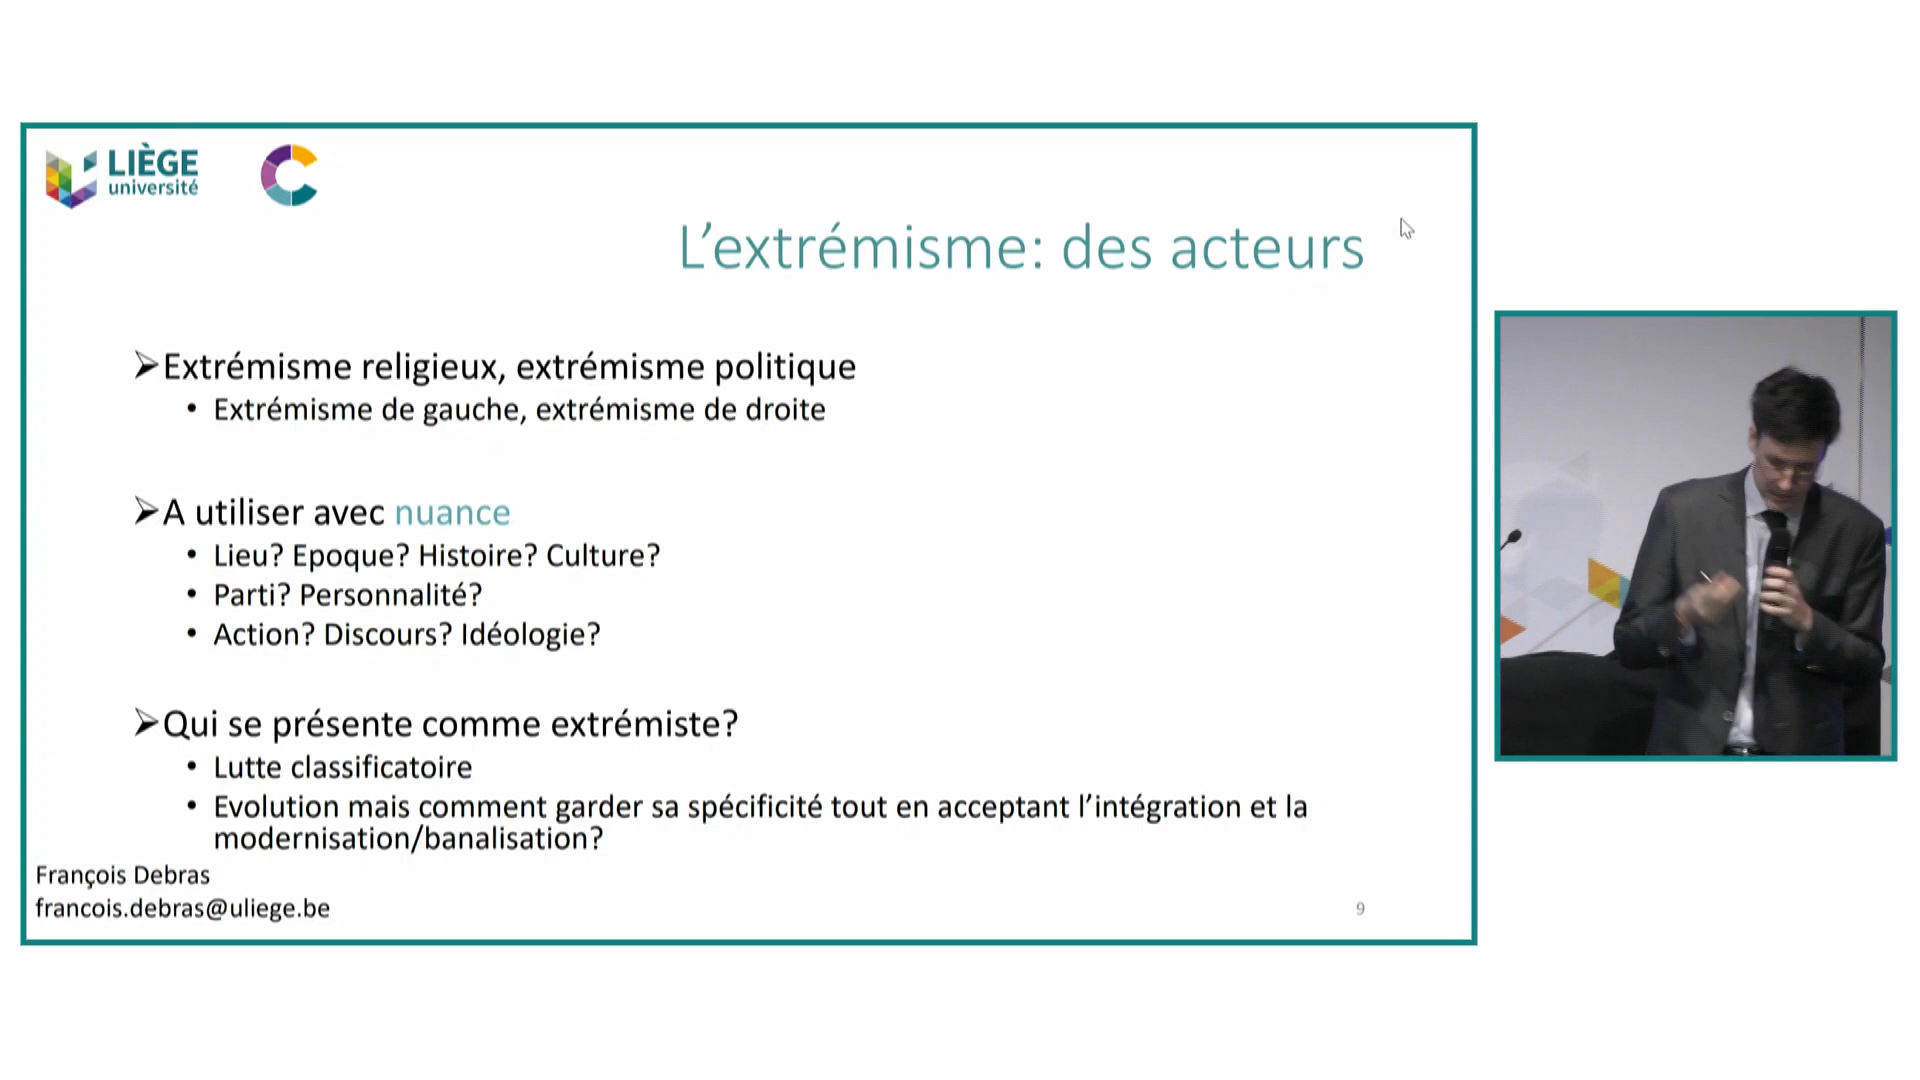 LIÈGE
université
L'extrémisme: des acteurs
➢Extrémisme religieux, extrémisme politique
• Extrémisme de gauche, extrémisme de droite
➢A utiliser avec nuance
• Lieu? Epoque? Histoire? Culture?
• Parti? Personnalité?
• Action? Discours? Idéologie?
➢Qui se présente comme extrémiste?
• Lutte classificatoire
• Evolution mais comment garder sa spécificité tout en acceptant l'intégration et la
modernisation/banalisation?
François Debras
francois.debras@uliege.be
9